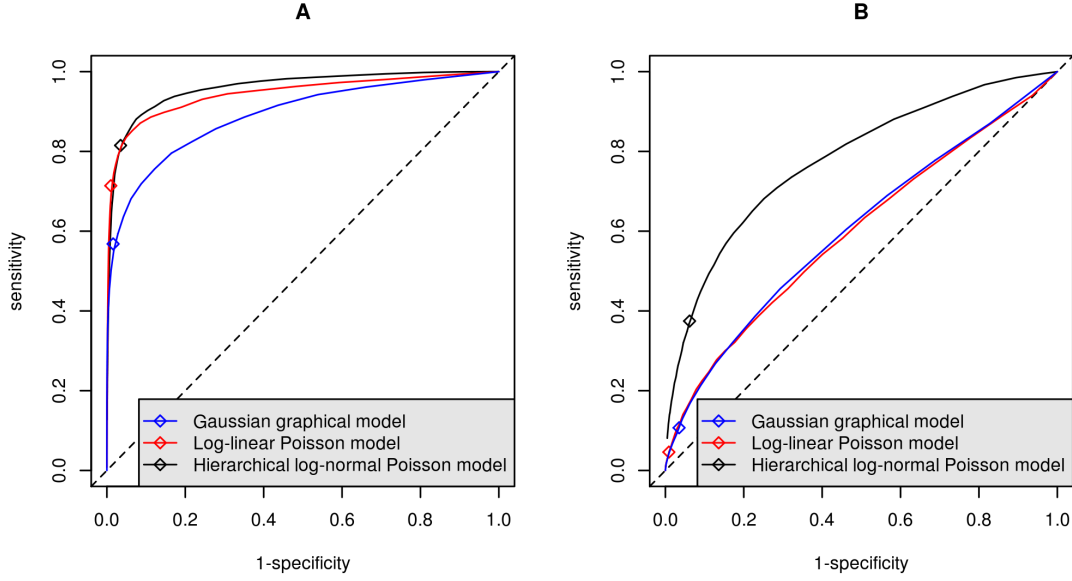 A
sensitivity
1.0
0.8
0.6
0.4
0.2
0.0
Gaussian graphical model
Log-linear Poisson model
Hierarchical log-normal Poisson model
0.0 0.2 0.4 0.6 0.8 1.0
1-specificity
B
sensitivity
1.0
0.8
0.6
0.4
0.2
0.0
Gaussian graphical model
Log-linear Poisson model
Hierarchical log-normal Poisson model
0.0 0.2 0.4 0.6 0.8 1.0
1-specificity